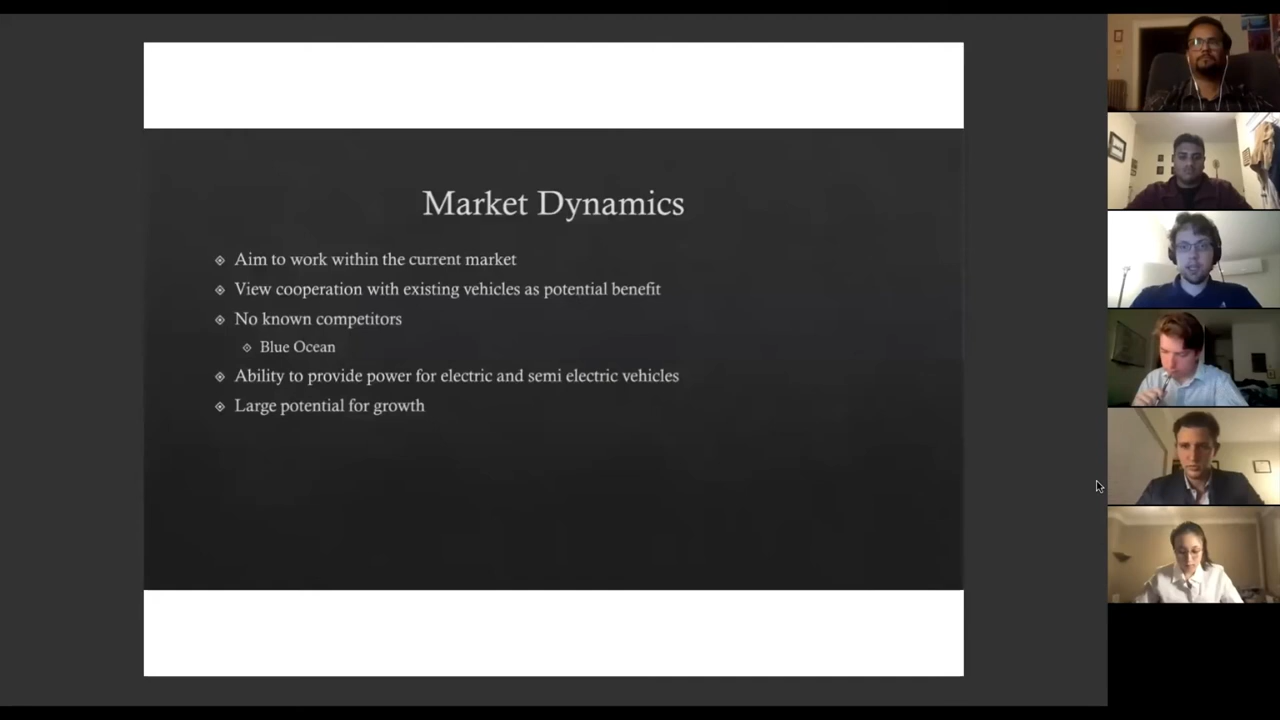 Market Dynamics
Aim to work within the current market
View cooperation with existing vehicles as potential benefit
No known competitors
Blue Ocean
Ability to provide power for electric and semi electric vehicles
Large potential for growth